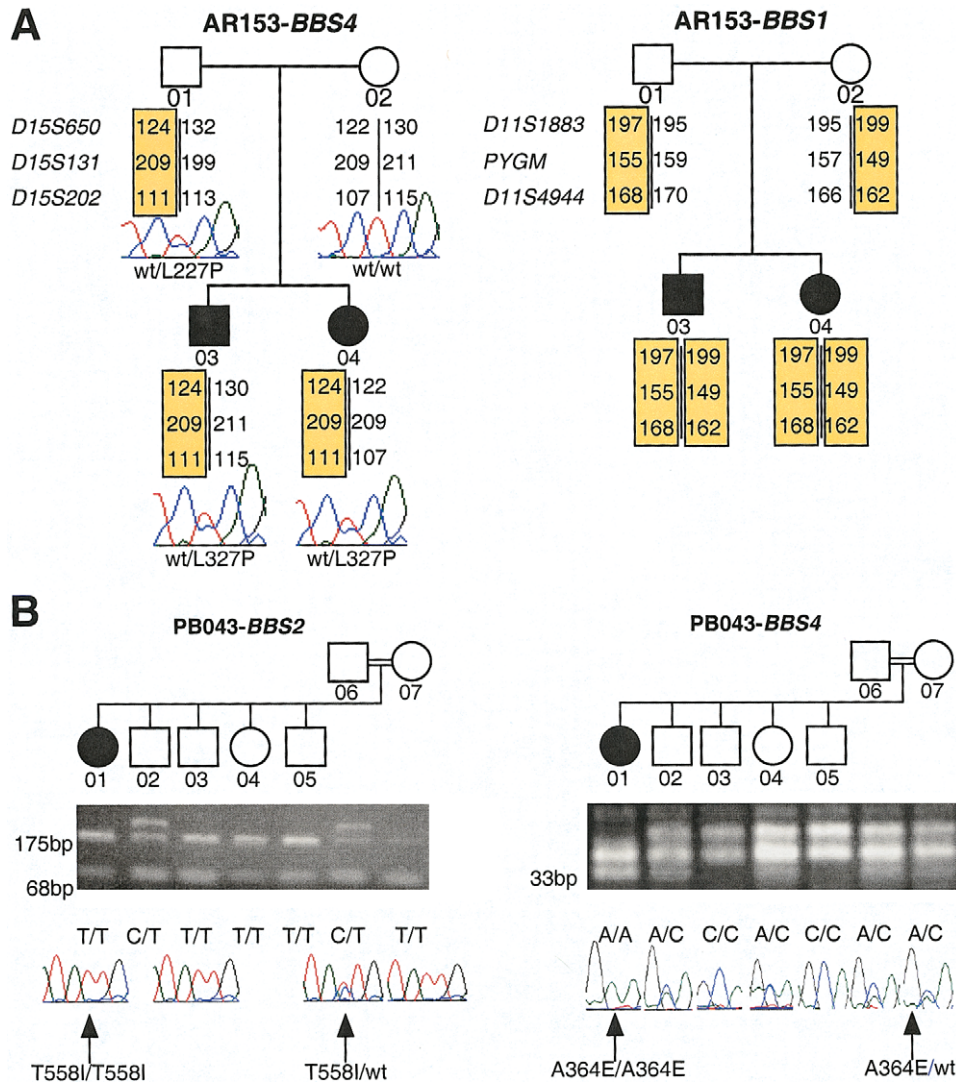 A
AR153-BBS4
AR153-BBS1
01 02
D15S650 124 132 122 130
D15S131 209 199 209 211
D15S202 111 113 107 115
wt/L227P wt/wt
03 04
124 130 124 122
209 211 209 209
111 115 111 107
wt/L327P wt/L327P
01 02
D11S1883 197 195 195 199
PYGM 155 159 157 149
D11S4944 168 170 166 162
03 04
197 199 197 199
155 149 155 149
168 162 168 162
B
PB043-BBS2
06 07
01 02 03 04 05
175bp
68bp
T/T C/T T/T T/T T/T C/T T/T
T558I/T558I T558I/wt
PB043-BBS4
06 07
01 02 03 04 05
33bp
A/A A/C C/C A/C C/C A/C A/C
A364E/A364E A364E/wt